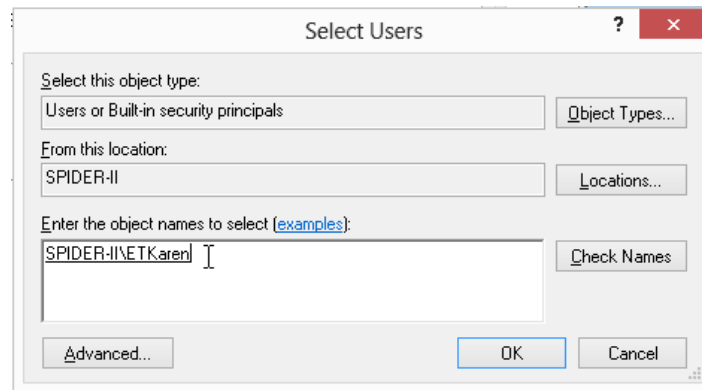 Select Users
?
Select this object type:
Users or Built-in security principals
Object Types...
From this location:
SPIDER-II
Locations...
Enter the object names to select (examples):
SPIDER-II\ETKaren
Check Names
Advanced...
OK
Cancel